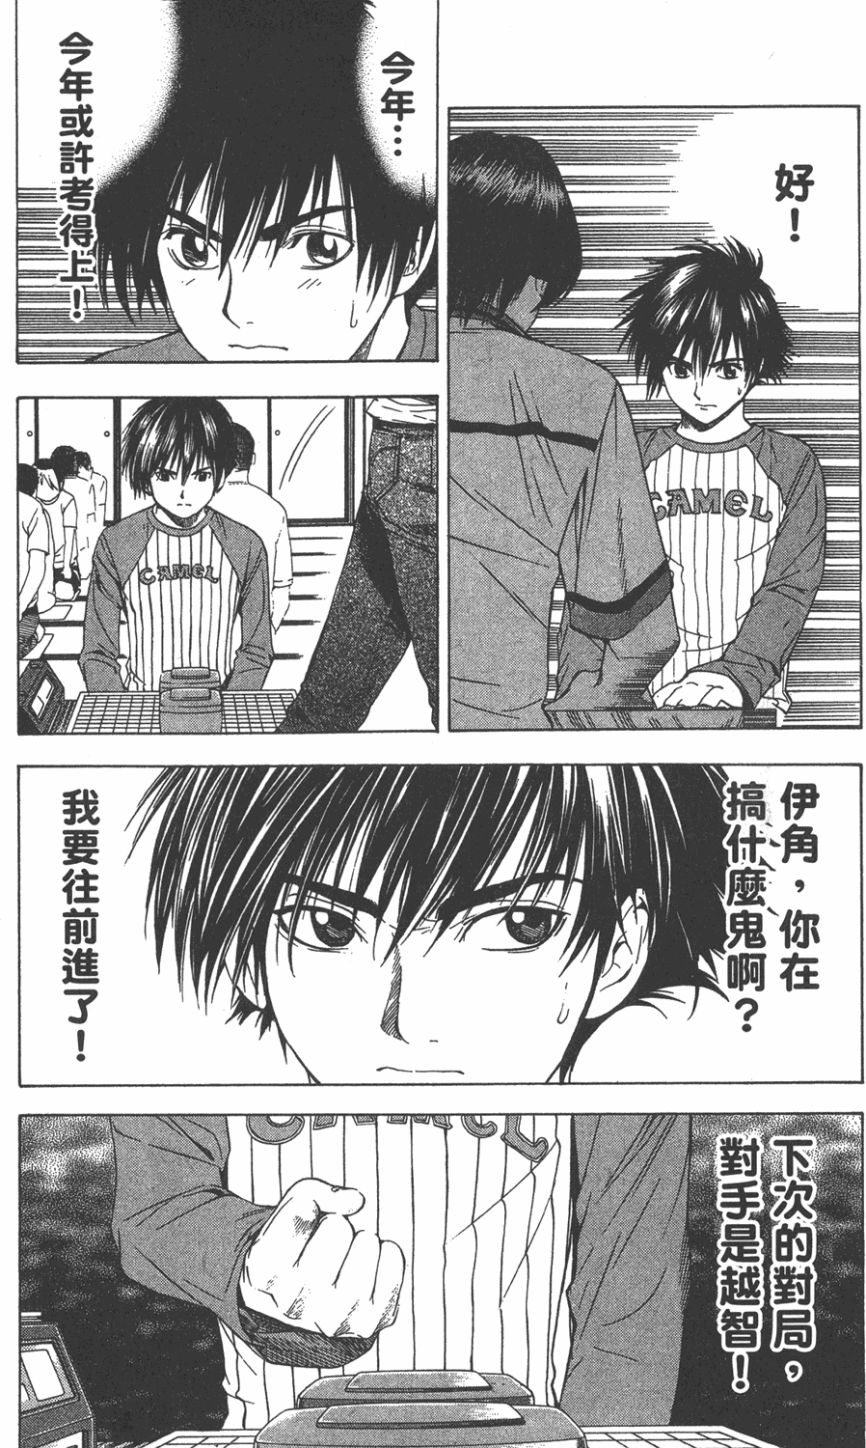 好！
CAMEL
今年…
今年或許考得上！
CAMEL
伊角，你在
搞什麼鬼啊？
我要往前進了！
下次的對局，
對手是越智！
CAMEL